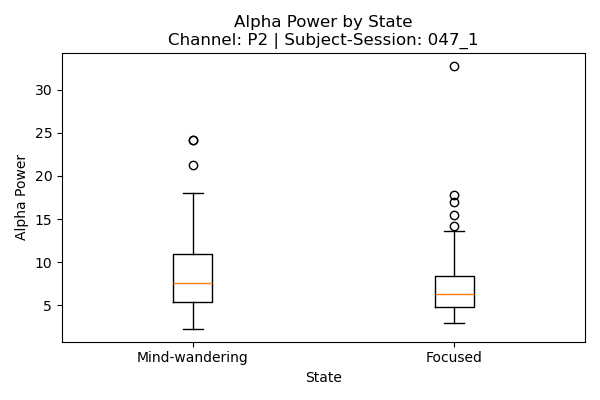 Alpha Power by State
Channel: P2 | Subject-Session: 047_1
Alpha Power
30
25
20
15
10
5
Mind-wandering
Focused
State